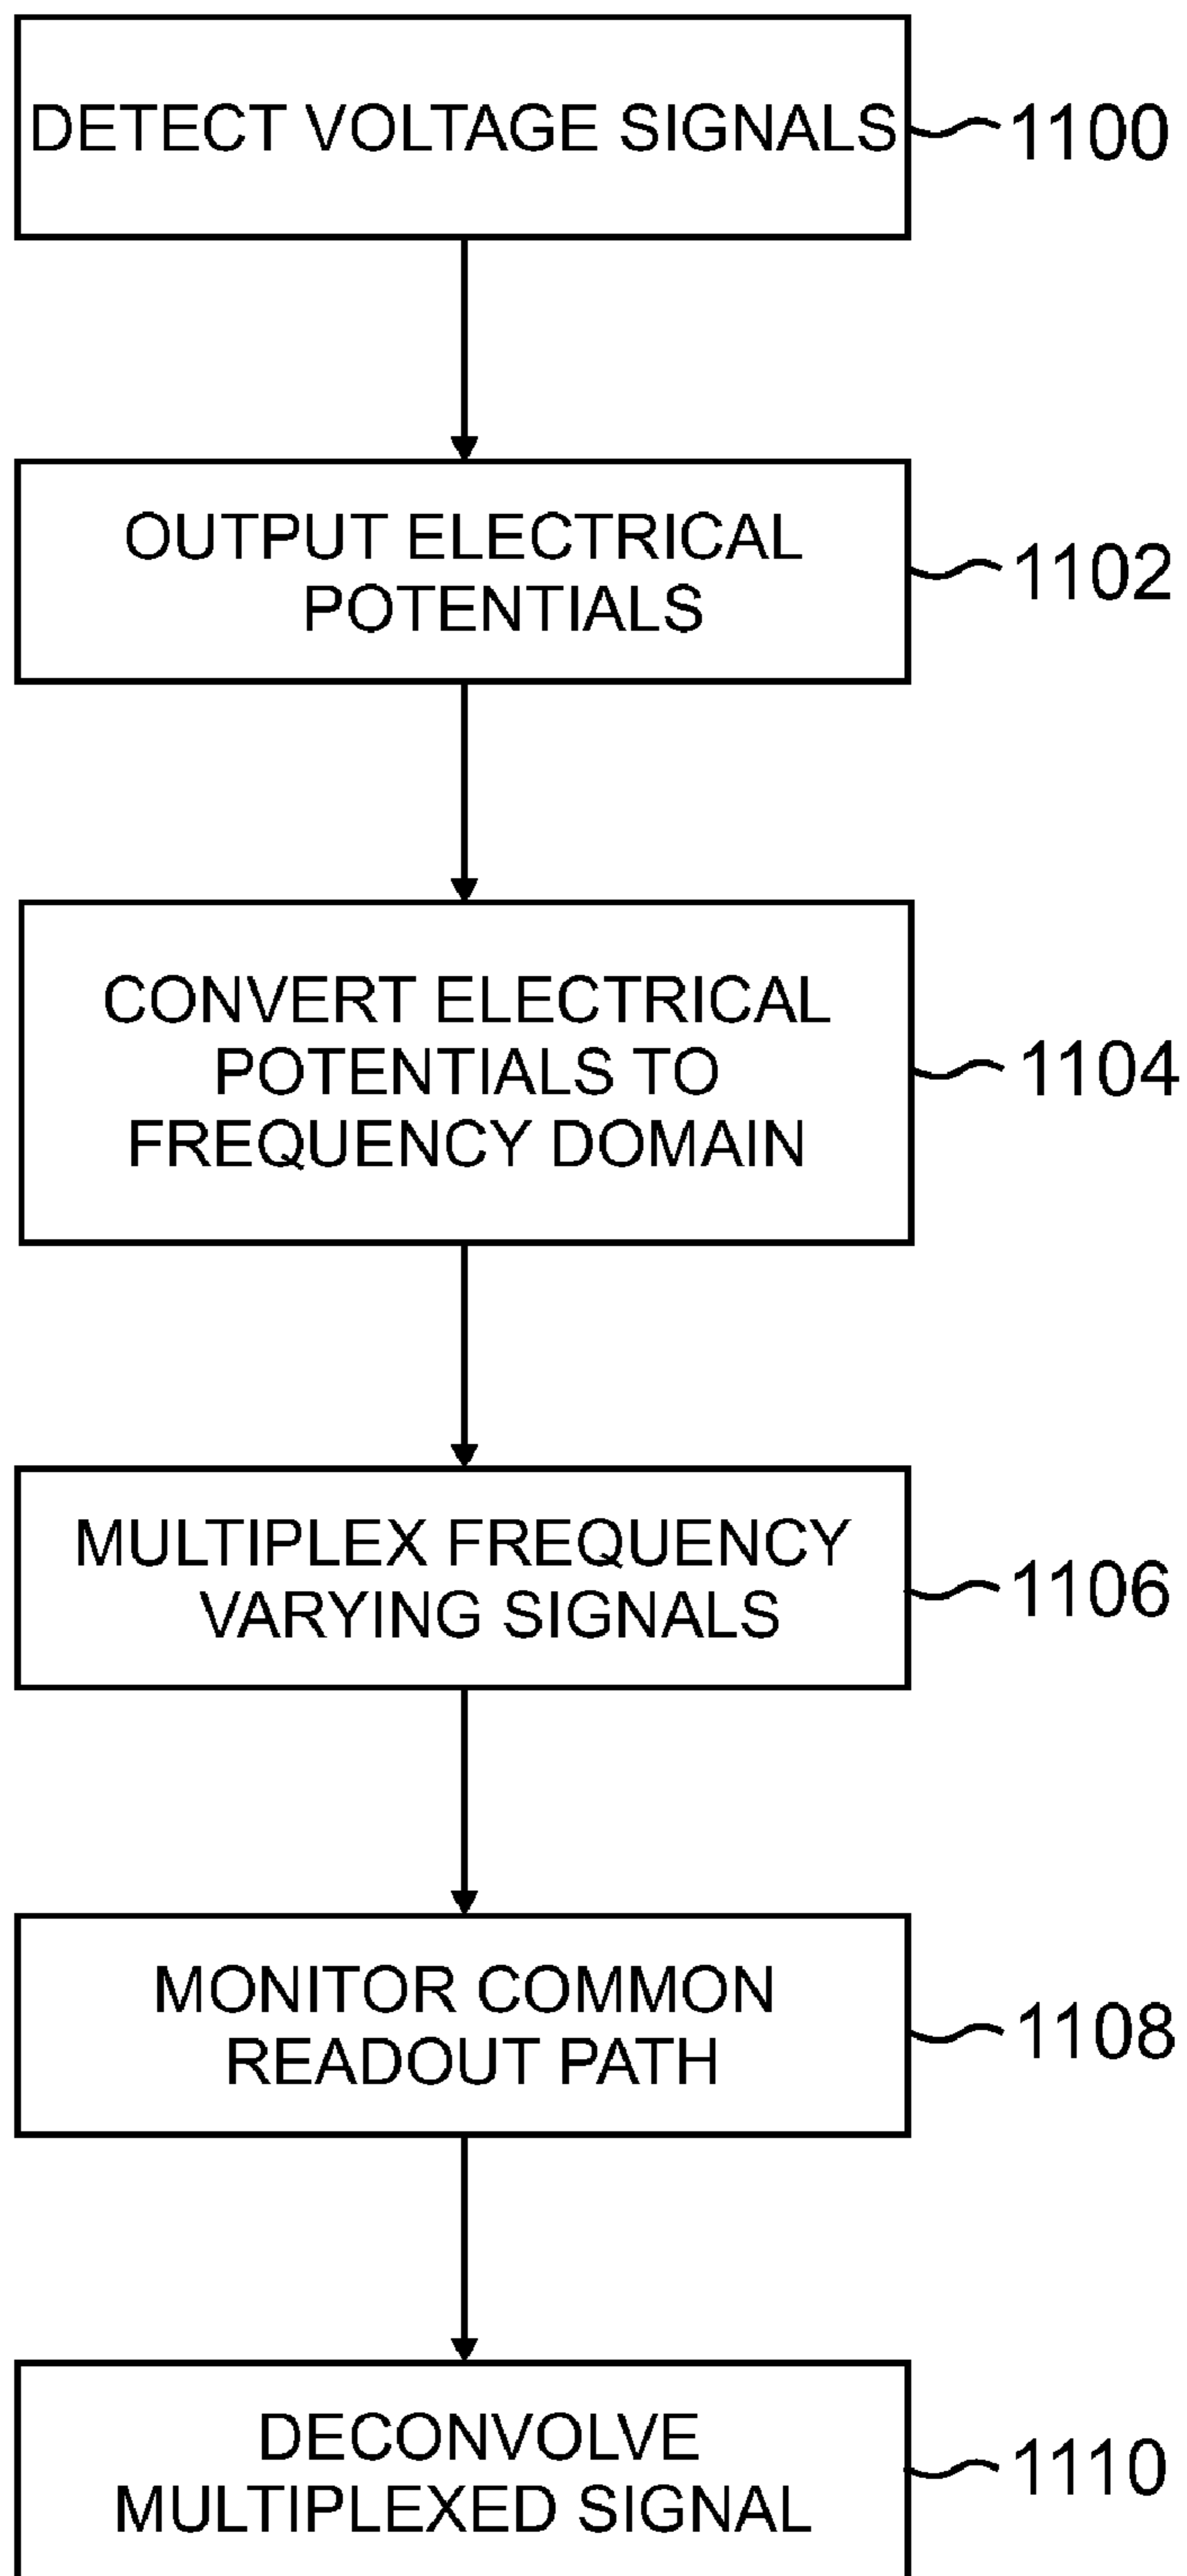 DETECT VOLTAGE SIGNALS
1100
OUTPUT ELECTRICAL
POTENTIALS
1102
CONVERT ELECTRICAL
POTENTIALS TO
FREQUENCY DOMAIN
1104
MULTIPLEX FREQUENCY
VARYING SIGNALS
1106
MONITOR COMMON
READOUT PATH
1108
DECONVOLVE
MULTIPLEXED SIGNAL
1110